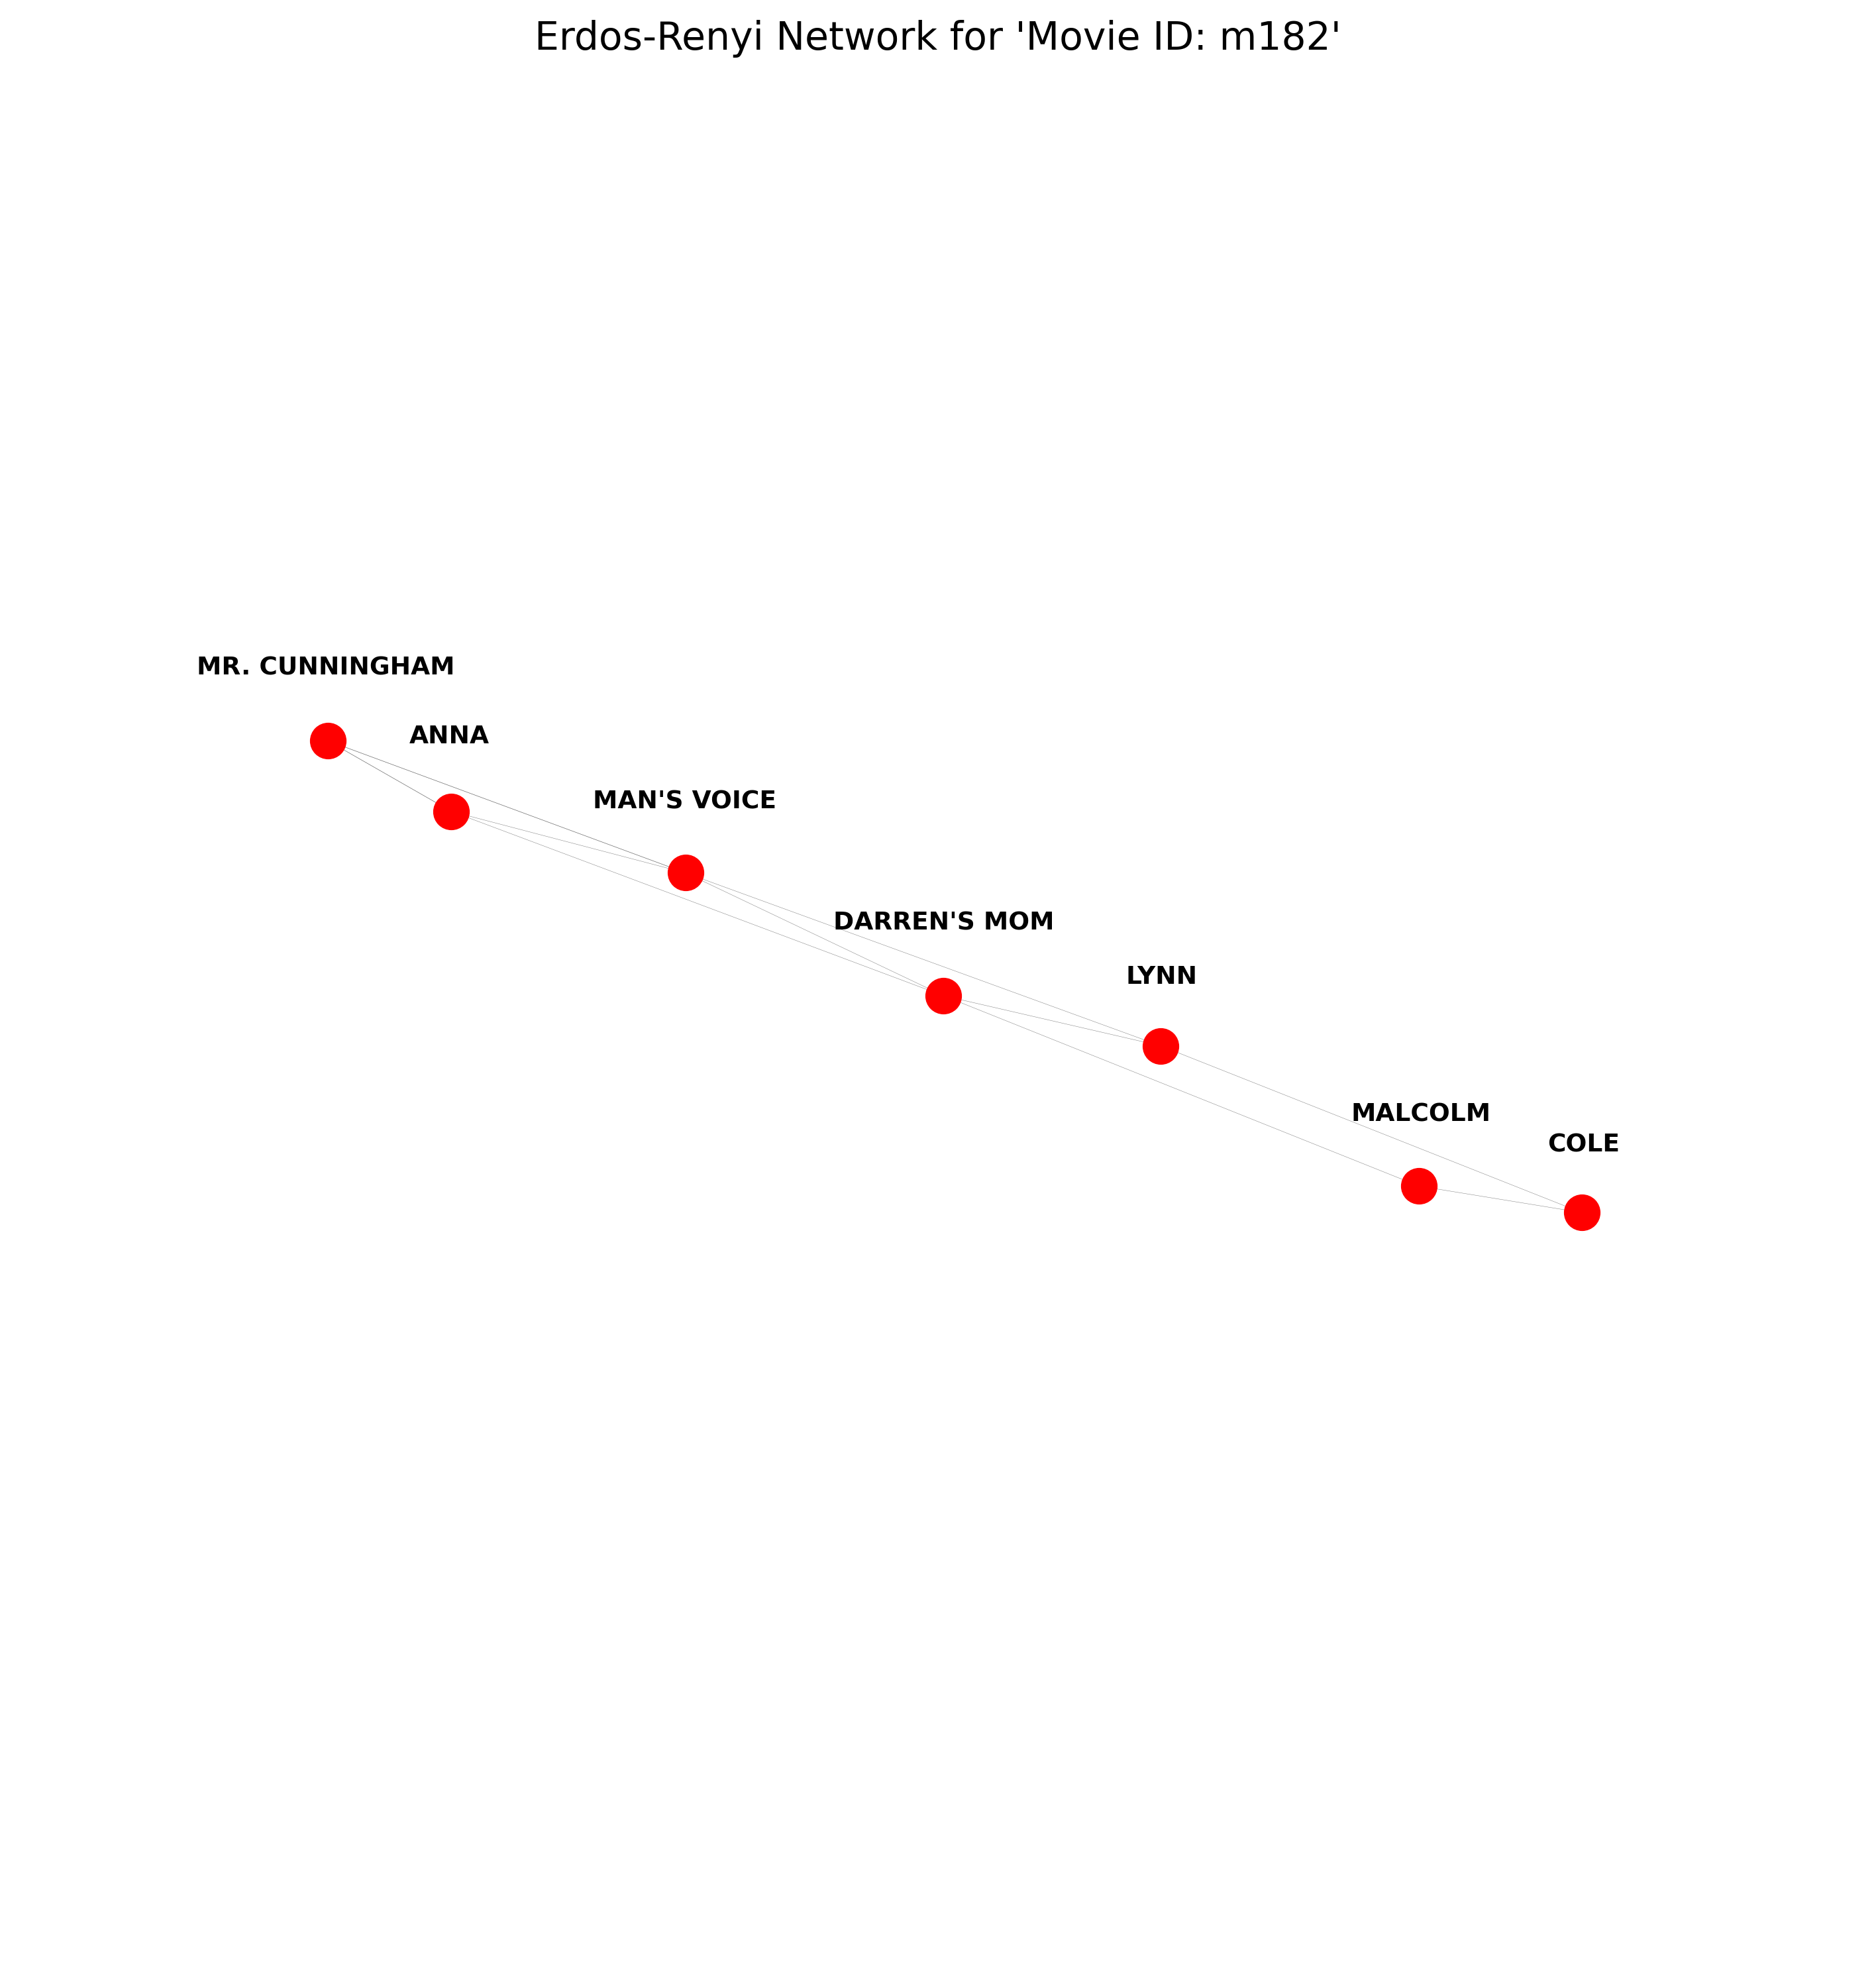 Erdos-Renyi Network for 'Movie ID: m182'
MR. CUNNINGHAM
ANNA
MAN'S VOICE
DARREN'S MOM
LYNN
MALCOLM
COLE